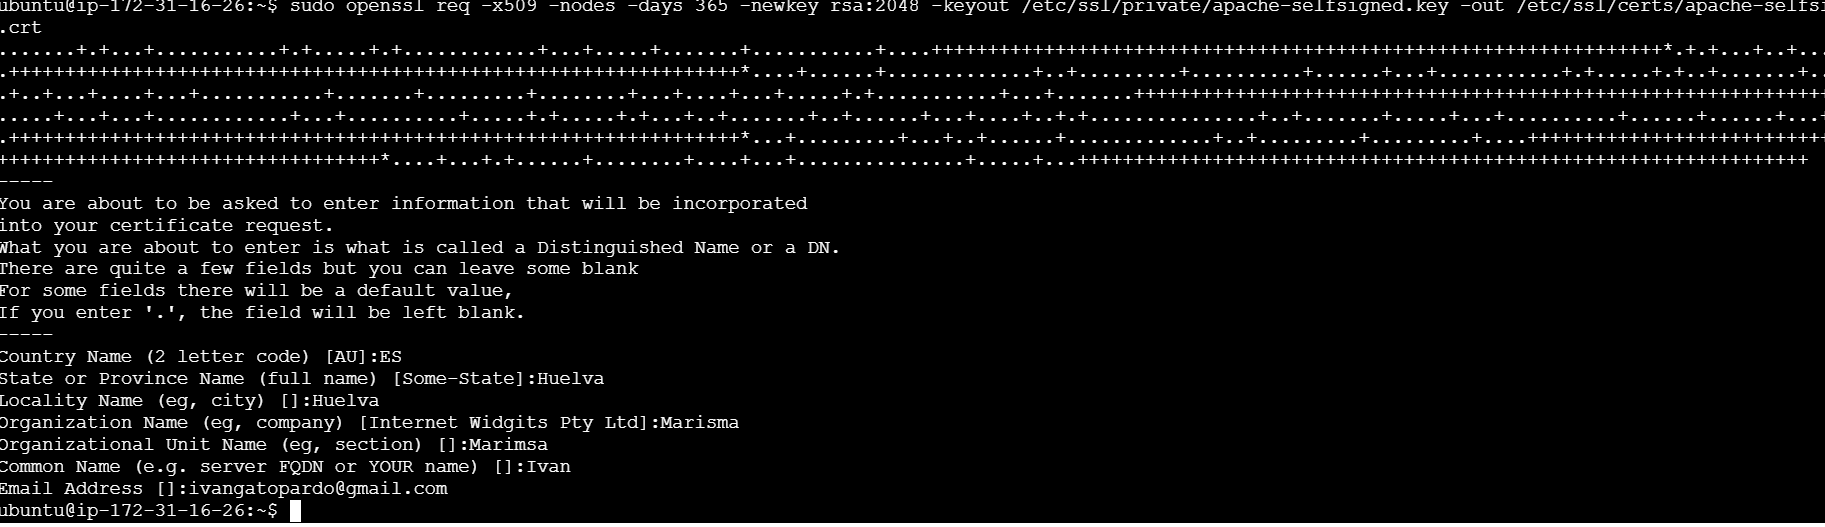 ubuntu@ip-172-31-16-26:~$ sudo openssl req -x509 -nodes -days 365 -newkey rsa:2048 -keyout /etc/ssl/private/apache-selfsigned.key -out /etc/ssl/certs/apache-selfsi
.crt
-----
You are about to be asked to enter information that will be incorporated
into your certificate request.
What you are about to enter is what is called a Distinguished Name or a DN.
There are quite a few fields but you can leave some blank
For some fields there will be a default value,
If you enter '.', the field will be left blank.
-----
Country Name (2 letter code) [AU]:ES
State or Province Name (full name) [Some-State]:Huelva
Locality Name (eg, city) []:Huelva
Organization Name (eg, company) [Internet Widgits Pty Ltd]:Marisma
Organizational Unit Name (eg, section) []:Marimsa
Common Name (e.g. server FQDN or YOUR name) []:Ivan
Email Address []:ivangatopardo@gmail.com
ubuntu@ip-172-31-16-26:~$